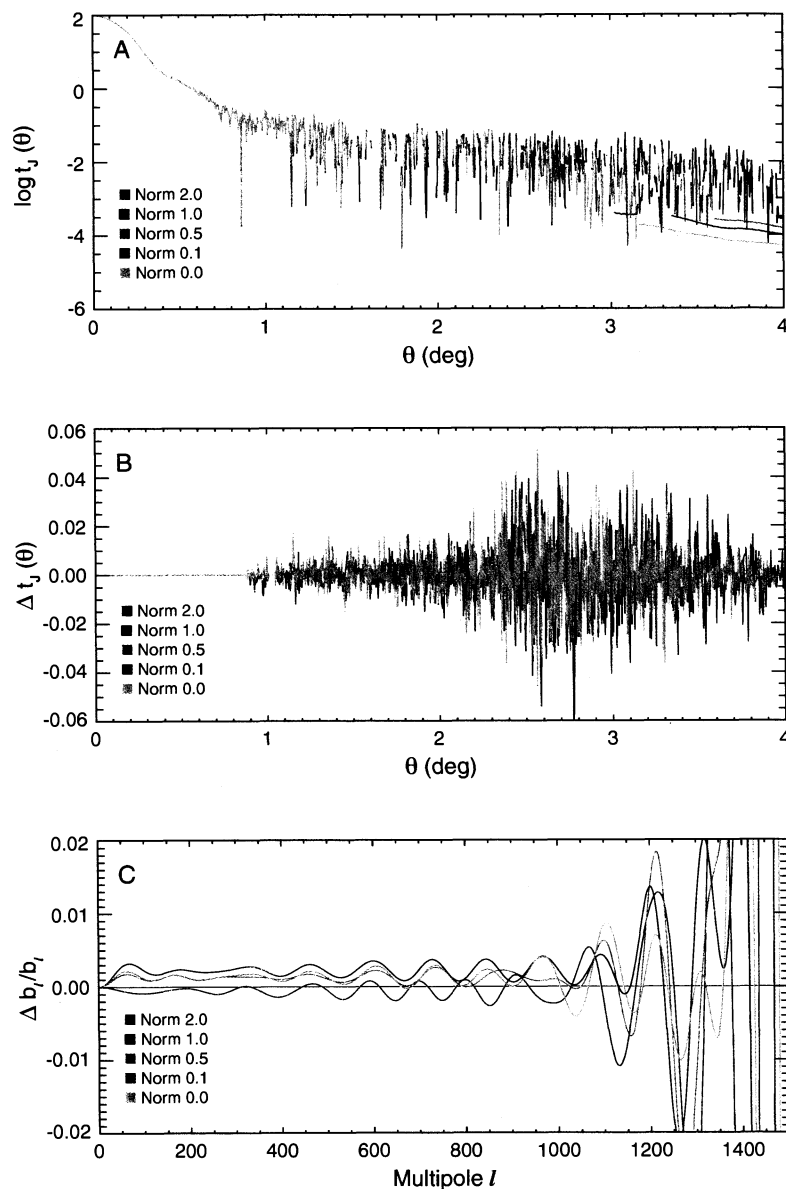 2
A
0
log t_J (θ)
-2
■ Norm 2.0
■ Norm 1.0
■ Norm 0.5
■ Norm 0.1
■ Norm 0.0
-4
-6
0 1 2 3 4
θ (deg)
0.06
B
0.04
0.02
Δ t_J (θ)
0.00
-0.02
■ Norm 2.0
■ Norm 1.0
■ Norm 0.5
■ Norm 0.1
■ Norm 0.0
-0.04
-0.06
0 1 2 3 4
θ (deg)
0.02
C
0.01
Δ b_l/b_l
0.00
■ Norm 2.0
■ Norm 1.0
■ Norm 0.5
■ Norm 0.1
■ Norm 0.0
-0.01
-0.02
0 200 400 600 800 1000 1200 1400
Multipole l